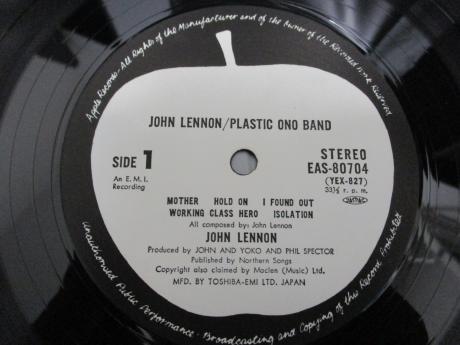 Apple Records · All Rights of the Manufacturer and of the Owner of the Recorded Work Reserved
JOHN LENNON/PLASTIC ONO BAND
SIDE 1
An E. M. I.
Recording
STEREO
EAS-80704
(YEX-827)
33⅓ r. p. m.
MOTHER HOLD ON I FOUND OUT
WORKING CLASS HERO ISOLATION
All composed by: John Lennon
JOHN LENNON
Produced by JOHN AND YOKO AND PHIL SPECTOR
Published by Northern Songs
Copyright also claimed by Maclen (Music) Ltd.
MFD. BY TOSHIBA-EMI LTD. JAPAN
Unauthorised Public Performance · Broadcasting and Copying of this Record Prohibited